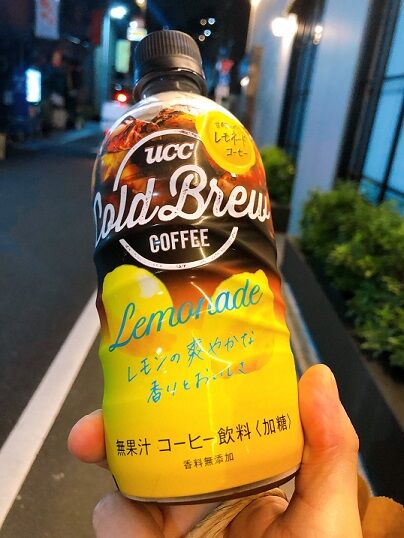 レモネード
コーヒー
UCC
Cold Brew
COFFEE
Lemonade
レモンの爽やかな
香りとおいしさ
無果汁 コーヒー飲料〈加糖〉
香料無添加